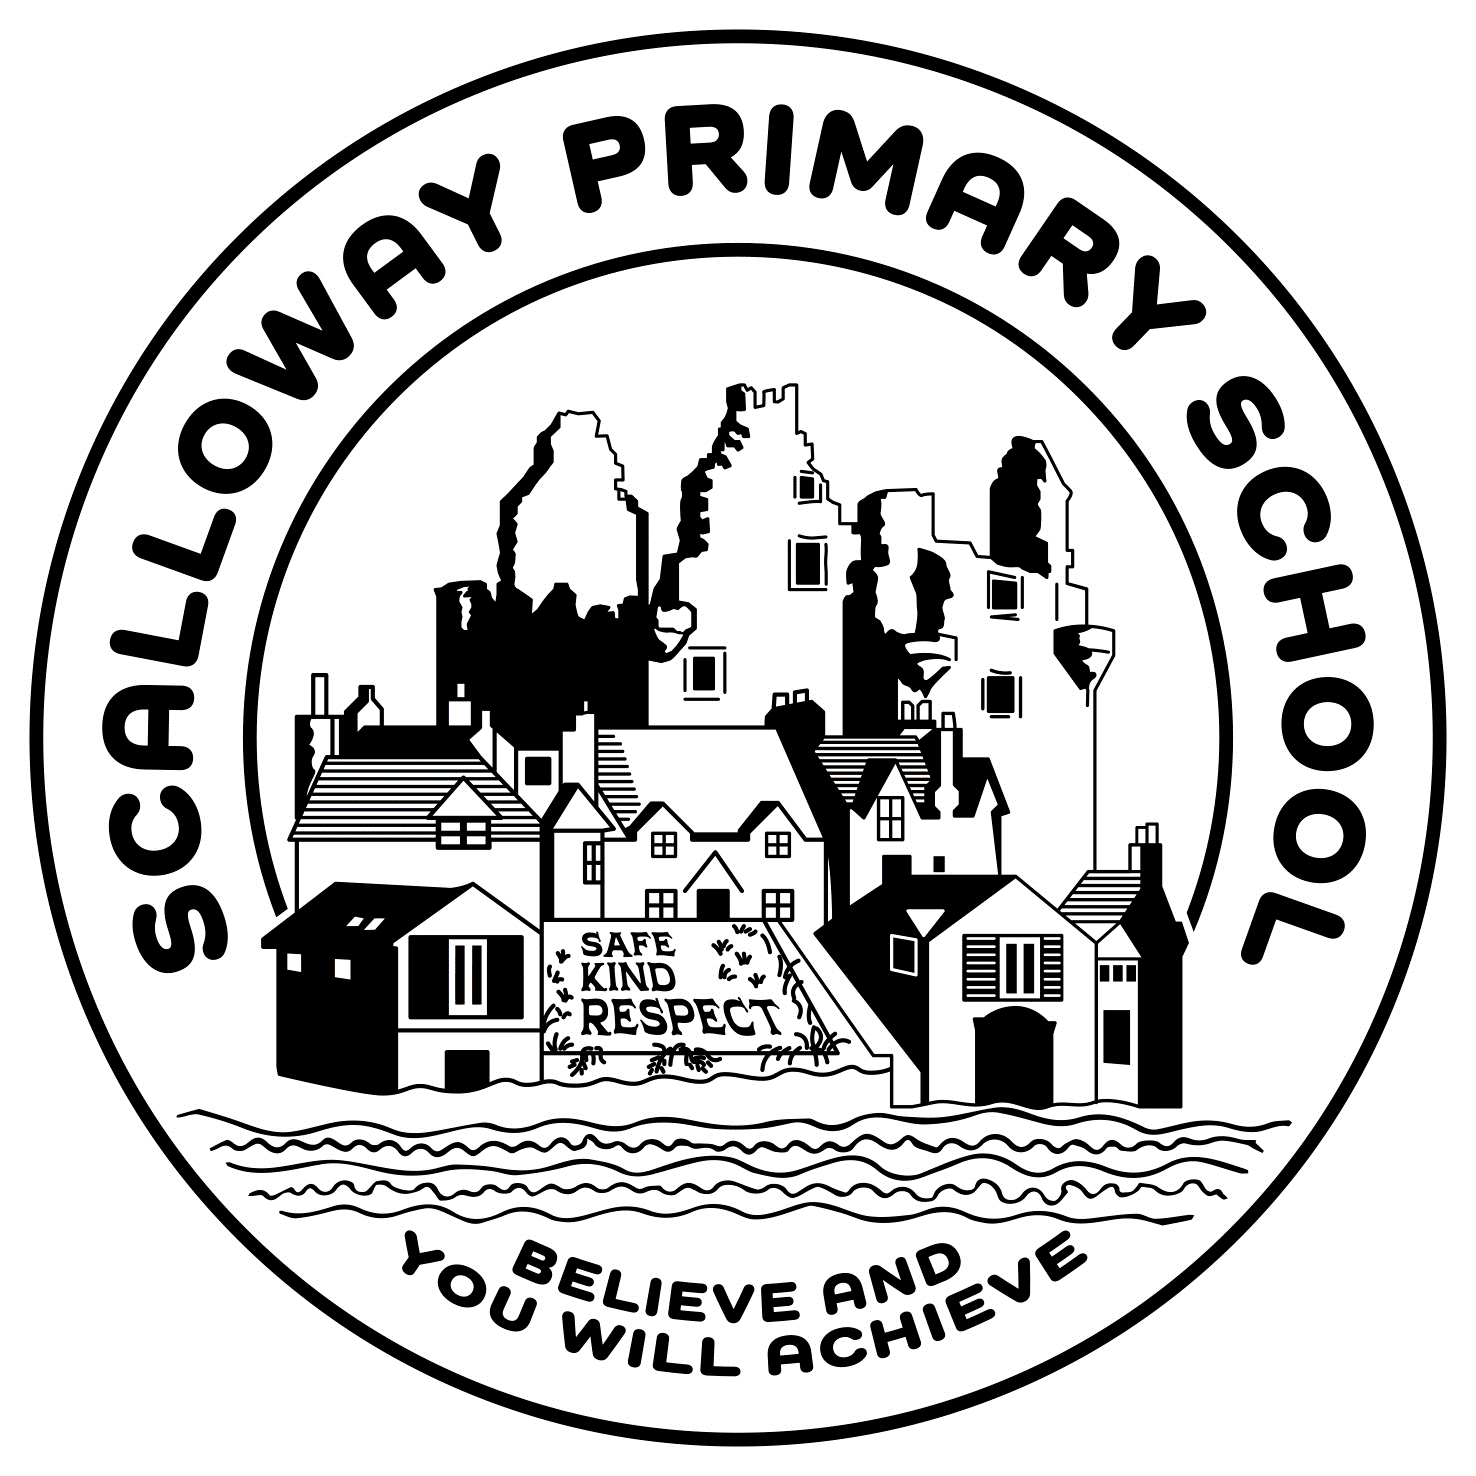 SCALLOWAY PRIMARY SCHOOL
SAFE
KIND
RESPECT
BELIEVE AND
YOU WILL ACHIEVE